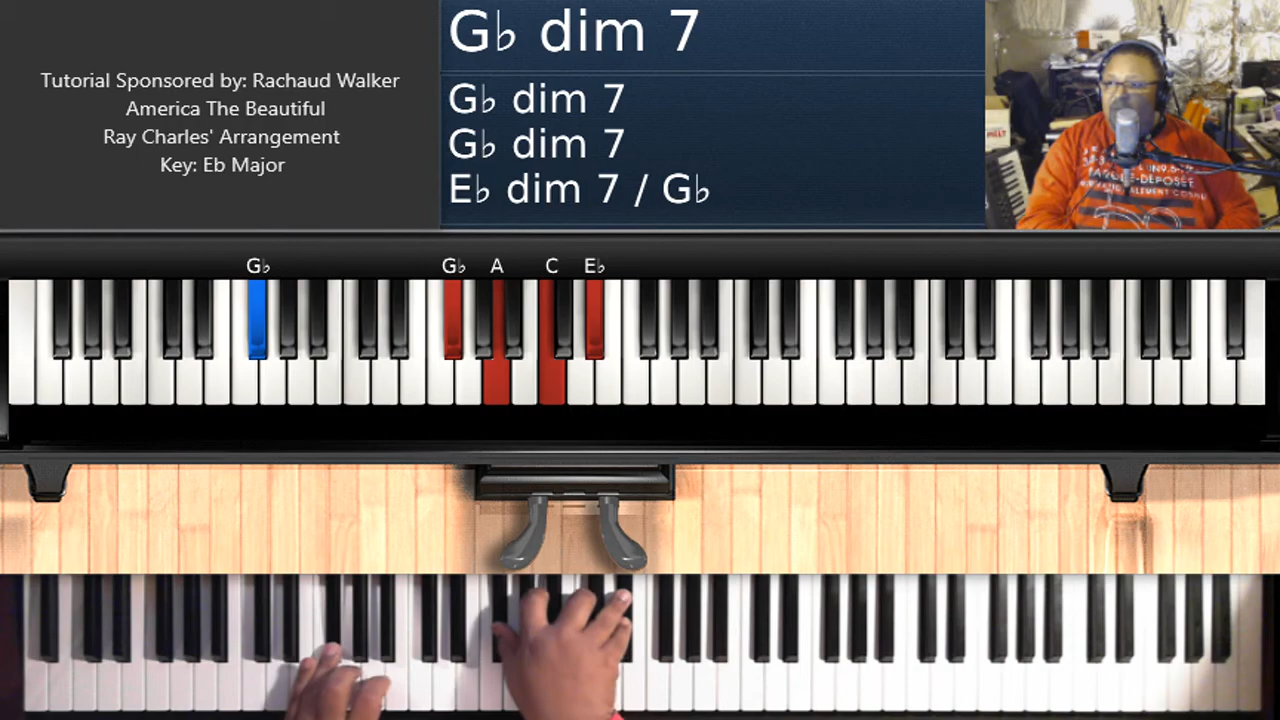 Tutorial Sponsored by: Rachaud Walker
America The Beautiful
Ray Charles' Arrangement
Key: Eb Major
G♭ dim 7
G♭ dim 7
G♭ dim 7
E♭ dim 7 / G♭
G♭ G♭ A C E♭